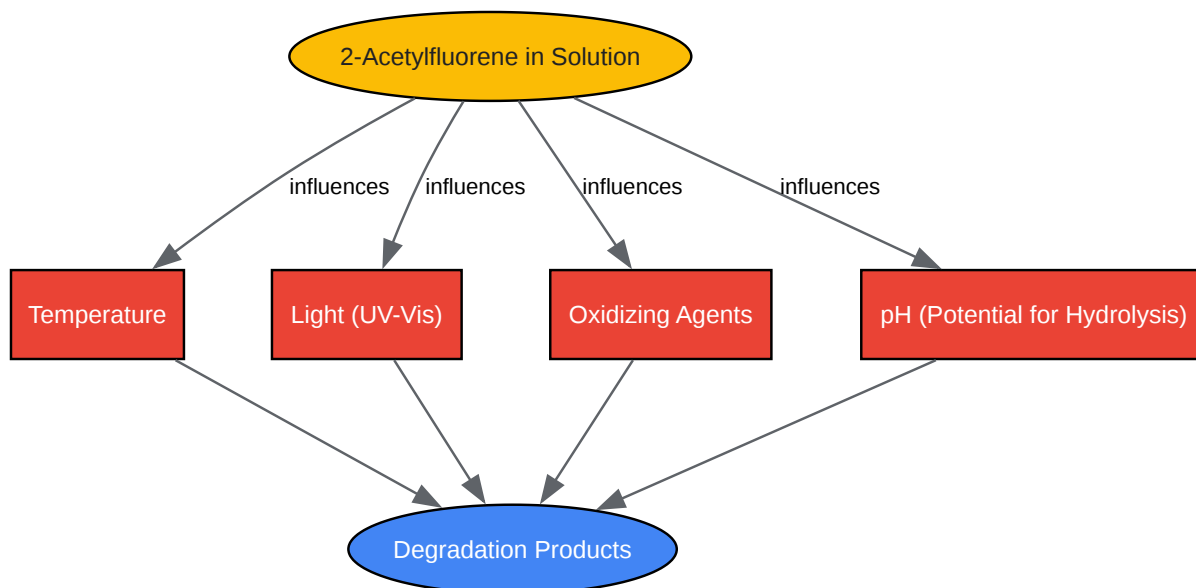 2-Acetylfluorene in Solution
influences
influences
influences
influences
Temperature
Light (UV-Vis)
Oxidizing Agents
pH (Potential for Hydrolysis)
Degradation Products